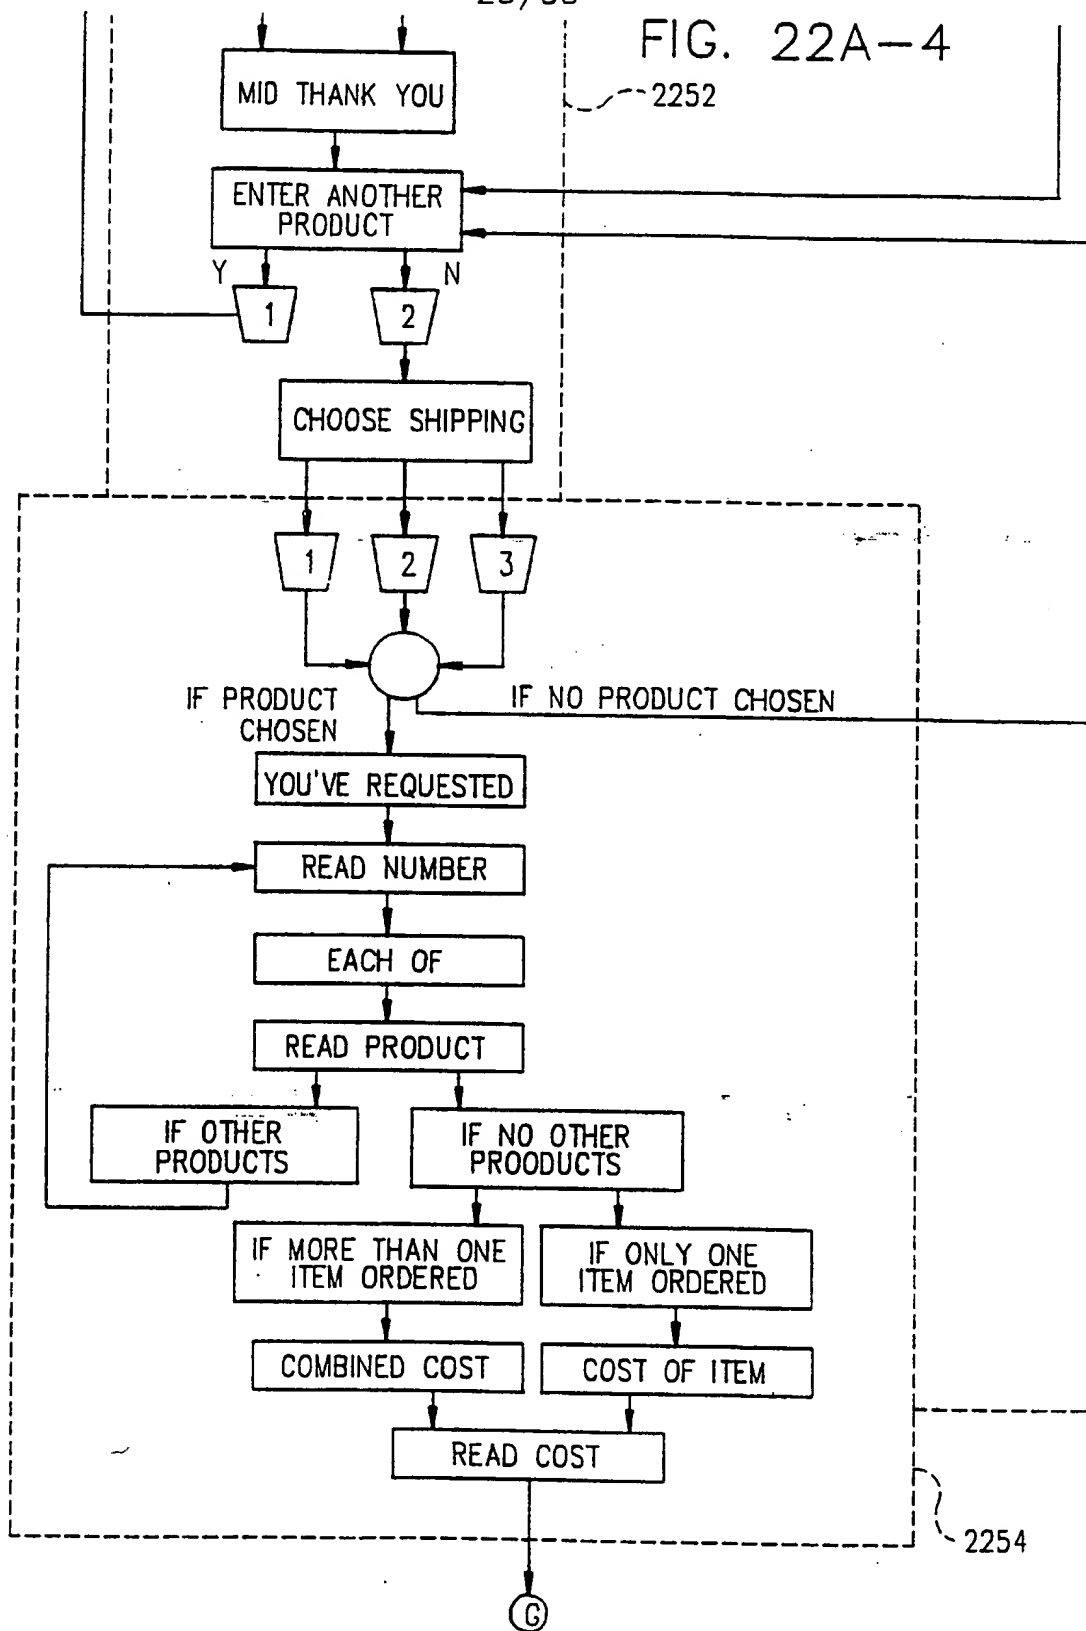 FIG. 22A-4
MID THANK YOU
2252
ENTER ANOTHER
PRODUCT
Y
N
1
2
CHOOSE SHIPPING
1
2
3
IF PRODUCT
CHOSEN
IF NO PRODUCT CHOSEN
YOU'VE REQUESTED
READ NUMBER
EACH OF
READ PRODUCT
IF OTHER
PRODUCTS
IF NO OTHER
PROODUCTS
IF MORE THAN ONE
ITEM ORDERED
IF ONLY ONE
ITEM ORDERED
COMBINED COST
COST OF ITEM
READ COST
2254
G